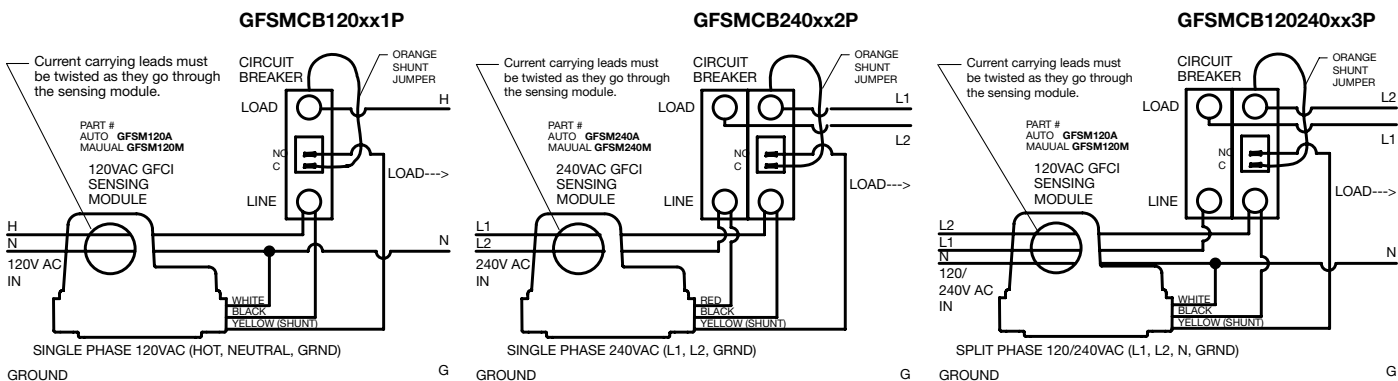 GFSMCB120xx1P
Current carrying leads must
be twisted as they go through
the sensing module.
CIRCUIT
BREAKER
ORANGE
SHUNT
JUMPER
LOAD
H
PART #
AUTO GFSM120A
MAUUAL GFSM120M
NO
C
120VAC GFCI
SENSING
MODULE
LOAD--->
LINE
H
N
N
120V AC
IN
WHITE
BLACK
YELLOW (SHUNT)
SINGLE PHASE 120VAC (HOT, NEUTRAL, GRND)
GROUND
G
GFSMCB240xx2P
Current carrying leads must
be twisted as they go through
the sensing module.
CIRCUIT
BREAKER
ORANGE
SHUNT
JUMPER
LOAD
L1
L2
PART #
AUTO GFSM240A
MAUUAL GFSM240M
NO
C
240VAC GFCI
SENSING
MODULE
LOAD--->
LINE
L1
L2
240V AC
IN
RED
BLACK
YELLOW (SHUNT)
SINGLE PHASE 240VAC (L1, L2, GRND)
GROUND
G
GFSMCB120240xx3P
Current carrying leads must
be twisted as they go through
the sensing module.
CIRCUIT
BREAKER
ORANGE
SHUNT
JUMPER
LOAD
L2
L1
PART #
AUTO GFSM120A
MAUUAL GFSM120M
NO
C
120VAC GFCI
SENSING
MODULE
LOAD--->
LINE
L2
L1
N
N
120/
240V AC
IN
WHITE
BLACK
YELLOW (SHUNT)
SPLIT PHASE 120/240VAC (L1, L2, N, GRND)
GROUND
G